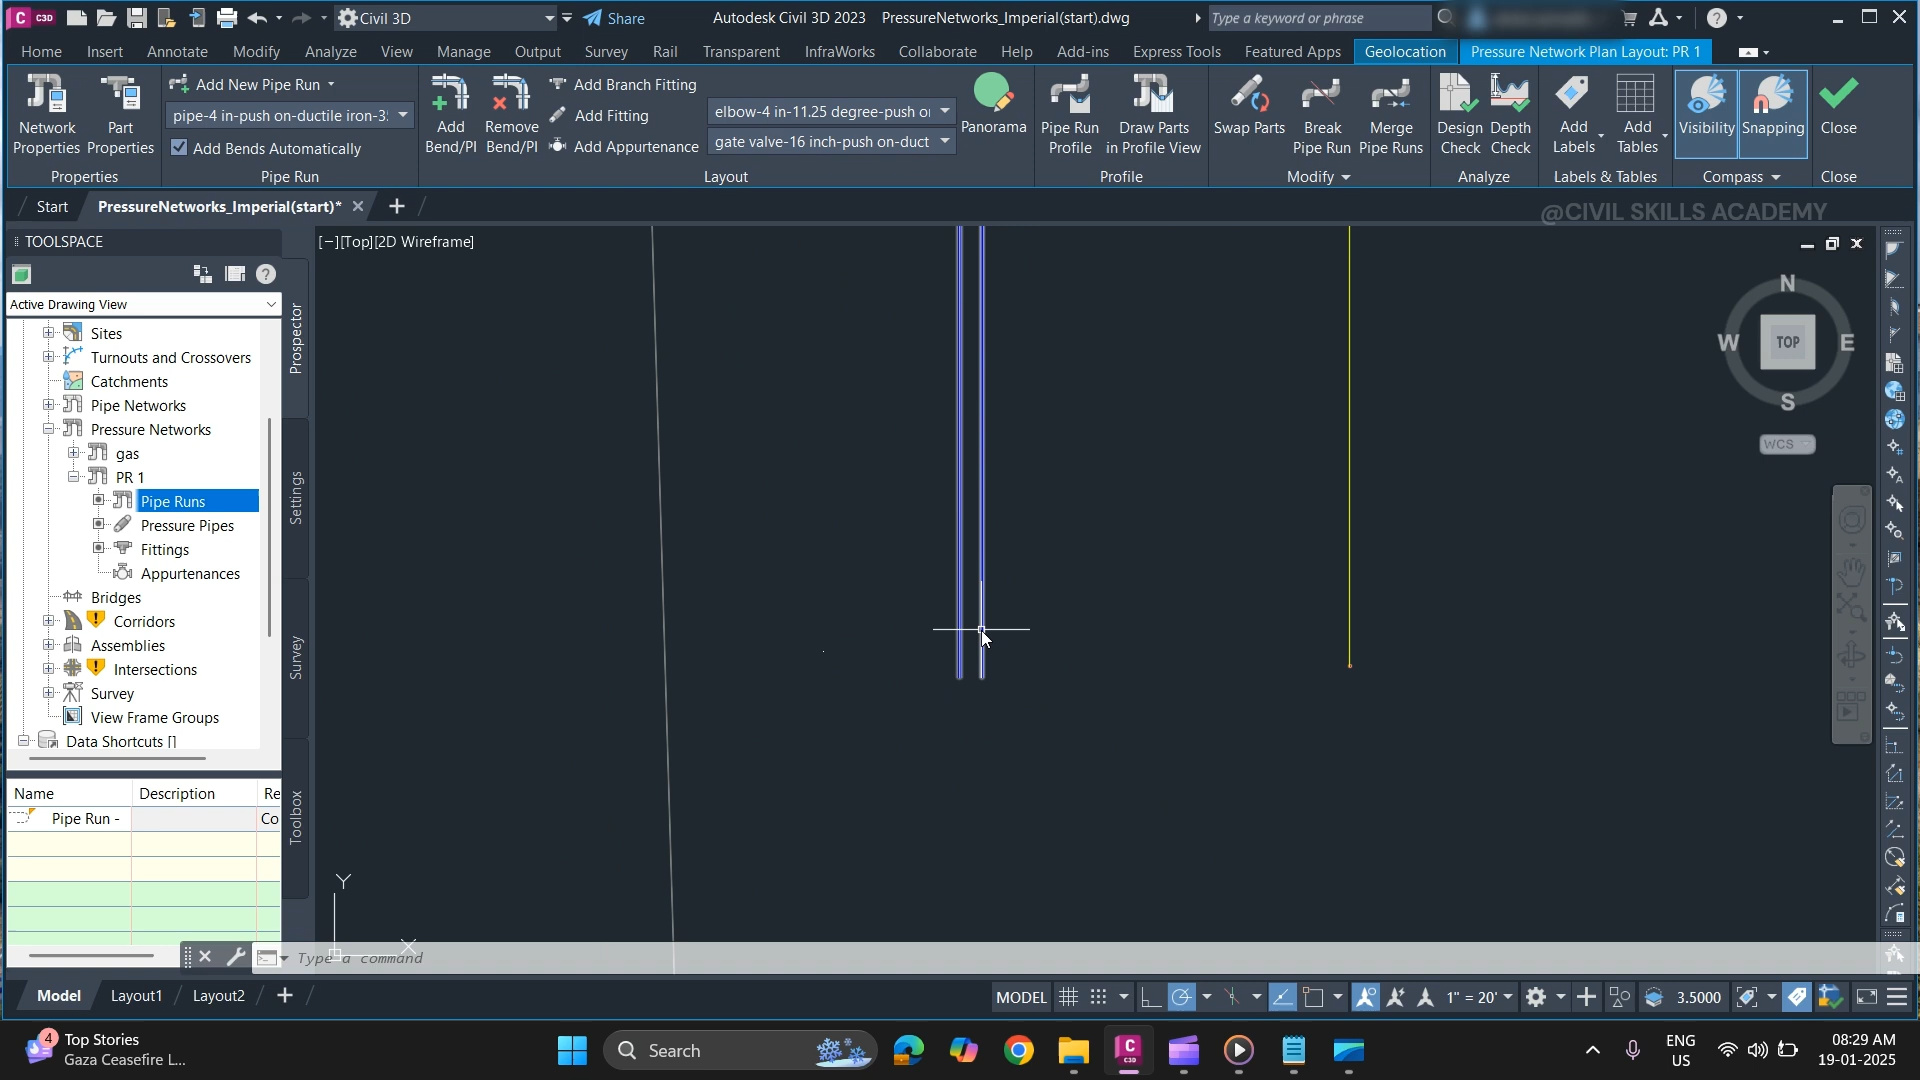 C C3D Civil 3D Share Autodesk Civil 3D 2023 PressureNetworks_Imperial(start).dwg Type a keyword or phrase
Home Insert Annotate Modify Analyze View Manage Output Survey Rail Transparent InfraWorks Collaborate Help Add-ins Express Tools Featured Apps Geolocation Pressure Network Plan Layout: PR 1
Network Properties
Part Properties
Properties
Add New Pipe Run
pipe-4 in-push on-ductile iron-3
Add Bends Automatically
Pipe Run
Add Bend/PI
Remove Bend/PI
Add Branch Fitting
Add Fitting
Add Appurtenance
elbow-4 in-11.25 degree-push o
gate valve-16 inch-push on-duct
Layout
Panorama
Pipe Run Profile
Draw Parts in Profile View
Profile
Swap Parts
Break Pipe Run
Merge Pipe Runs
Modify
Design Check
Depth Check
Analyze
Add Labels
Add Tables
Labels & Tables
Visibility
Snapping
Compass
Close
Close
Start PressureNetworks_Imperial(start)*
@CIVIL SKILLS ACADEMY
TOOLSPACE
[−][Top][2D Wireframe]
Active Drawing View
Sites
Turnouts and Crossovers
Catchments
Pipe Networks
Pressure Networks
gas
PR 1
Pipe Runs
Pressure Pipes
Fittings
Appurtenances
Bridges
Corridors
Assemblies
Intersections
Survey
View Frame Groups
Data Shortcuts []
Prospector
Settings
Survey
Toolbox
Name Description Re
Pipe Run - Co
N
W TOP E
S
WCS
Y
X
Type a command
Model Layout1 Layout2
MODEL 1" = 20' 3.5000
4
Top Stories
Gaza Ceasefire L...
Search
C C3D
ENG
US
08:29 AM
19-01-2025